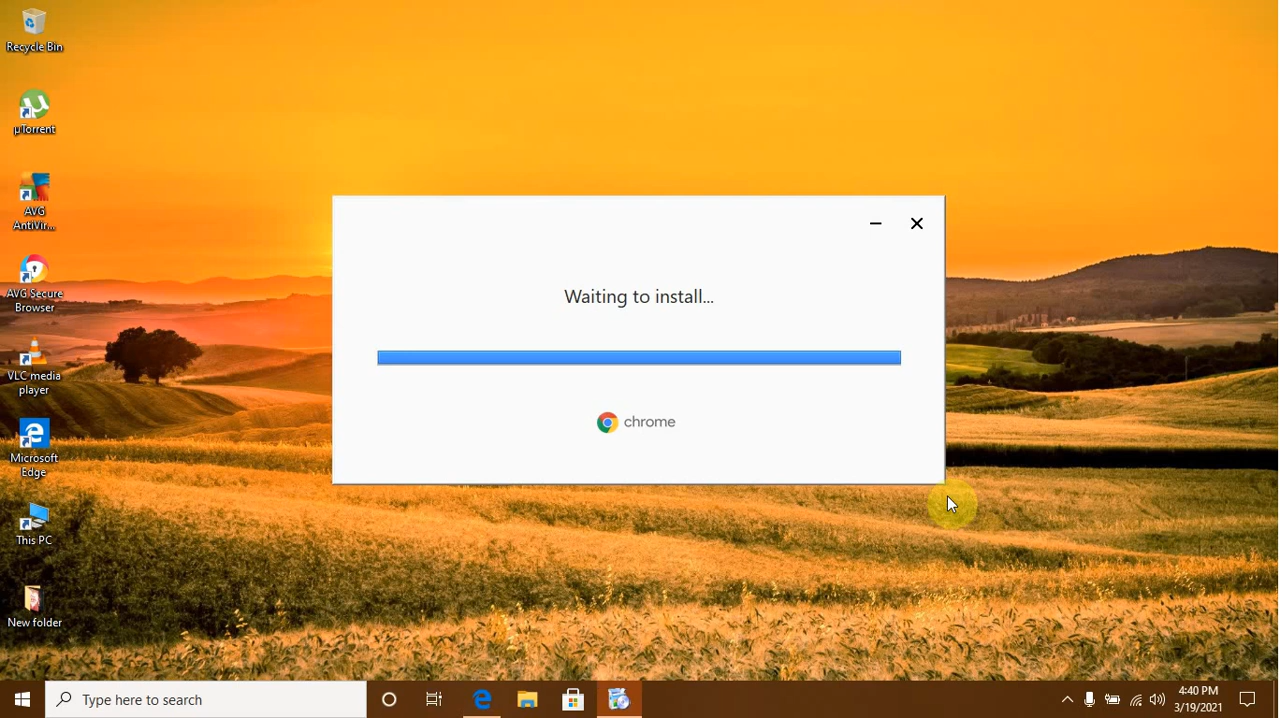 Recycle Bin
µTorrent
AVG
AntiVir...
AVG Secure
Browser
VLC media
player
Microsoft
Edge
This PC
New folder
Waiting to install...
chrome
Type here to search
4:40 PM
3/19/2021